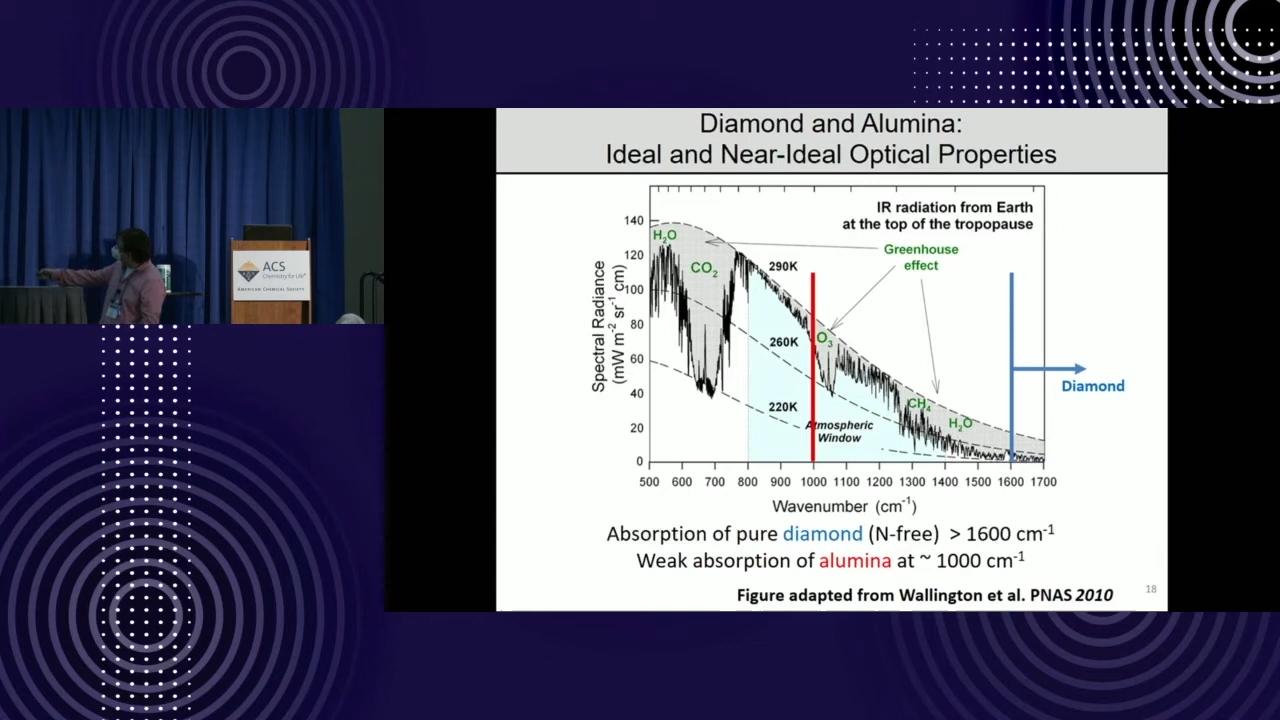 ACS
Chemistry for Life®
AMERICAN CHEMICAL SOCIETY
Diamond and Alumina:
Ideal and Near-Ideal Optical Properties
IR radiation from Earth
at the top of the tropopause
Greenhouse
effect
H₂O
CO₂
290K
O₃
260K
220K
CH₄
H₂O
Atmospheric
Window
Diamond
Spectral Radiance
(mW m⁻² sr⁻¹ cm)
140
120
100
80
60
40
20
0
500 600 700 800 900 1000 1100 1200 1300 1400 1500 1600 1700
Wavenumber (cm⁻¹)
Absorption of pure diamond (N-free) > 1600 cm⁻¹
Weak absorption of alumina at ~ 1000 cm⁻¹
Figure adapted from Wallington et al. PNAS 2010
18